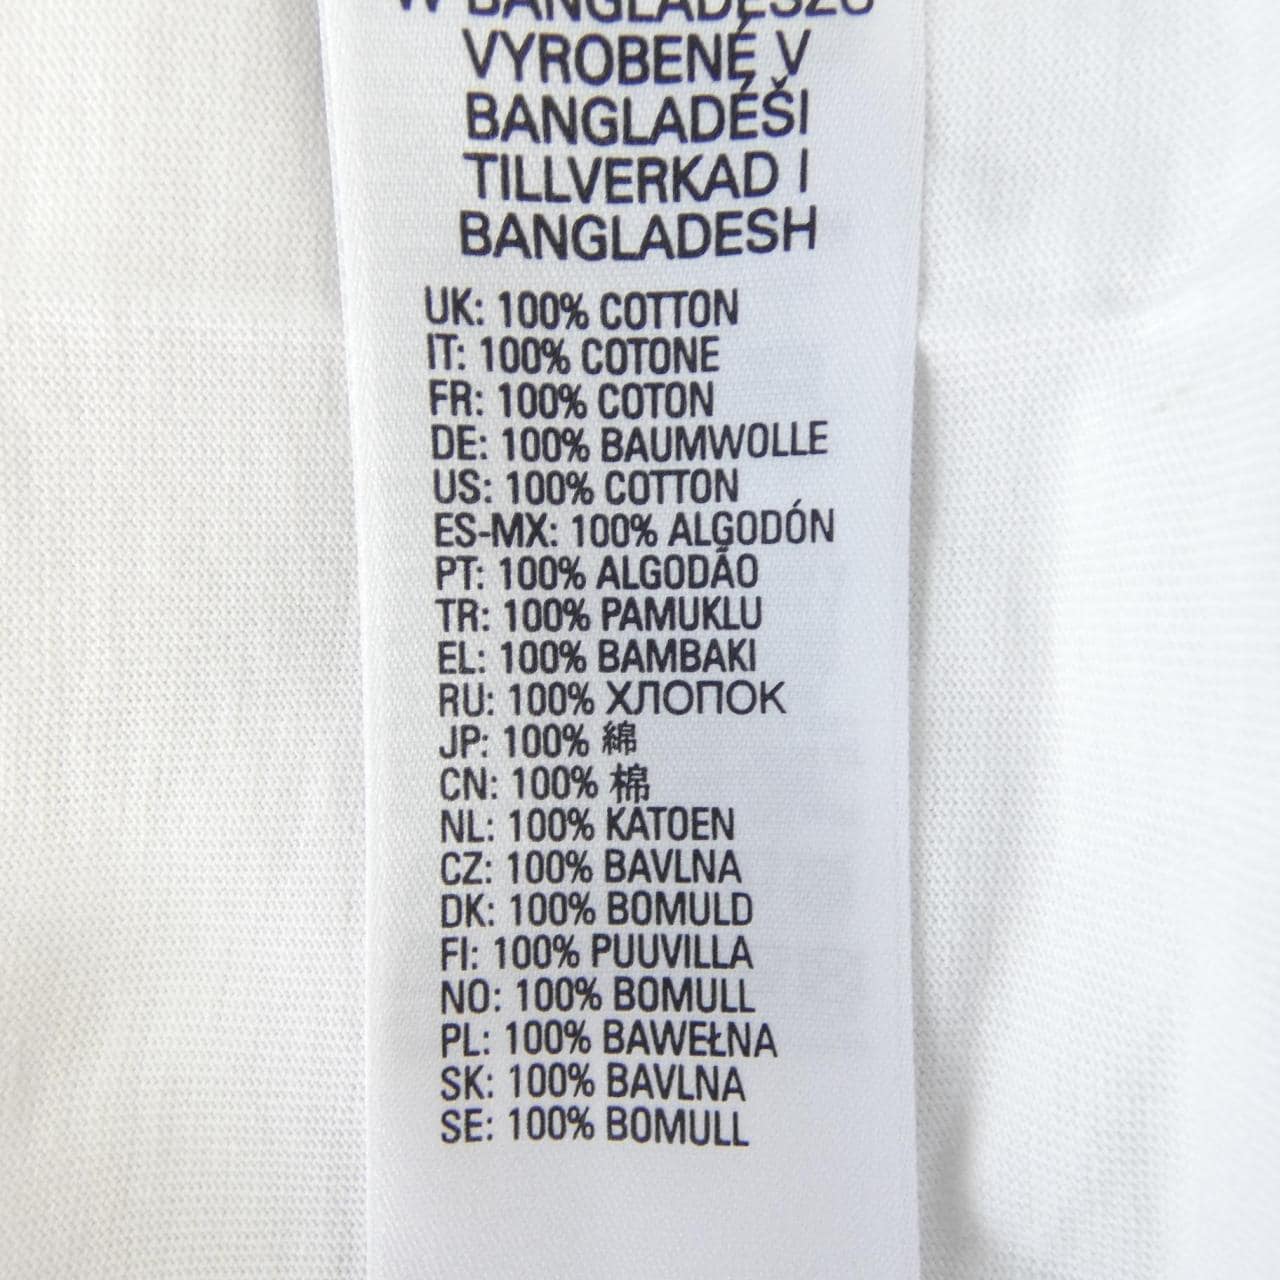 W BANGLADESZU
VYROBENÉ V
BANGLADÉŠI
TILLVERKAD I
BANGLADESH
UK: 100% COTTON
IT: 100% COTONE
FR: 100% COTON
DE: 100% BAUMWOLLE
US: 100% COTTON
ES-MX: 100% ALGODÓN
PT: 100% ALGODÃO
TR: 100% PAMUKLU
EL: 100% BAMBAKI
RU: 100% ХЛОПОК
JP: 100% 綿
CN: 100% 棉
NL: 100% KATOEN
CZ: 100% BAVLNA
DK: 100% BOMULD
FI: 100% PUUVILLA
NO: 100% BOMULL
PL: 100% BAWEŁNA
SK: 100% BAVLNA
SE: 100% BOMULL